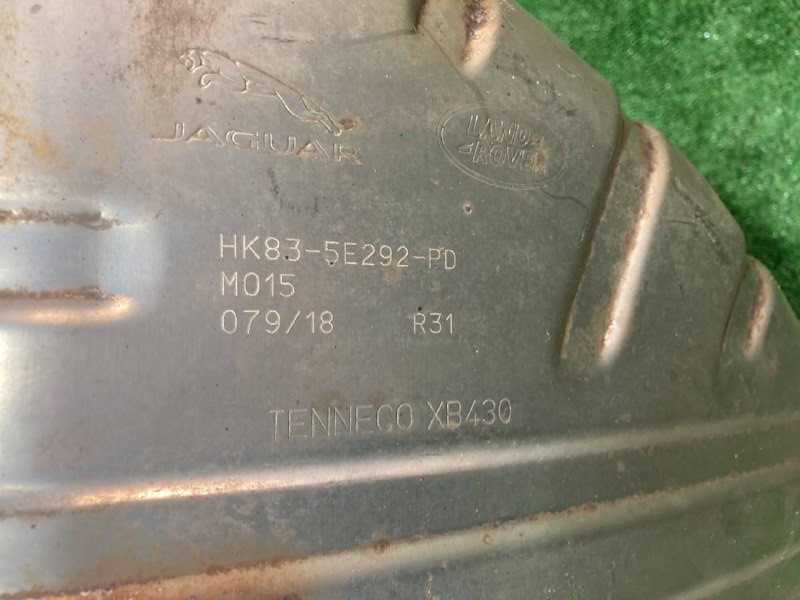 JAGUAR
LAND-
-ROVER
HK83-5E292-PD
M015
079/18 R31
TENNECO XB430